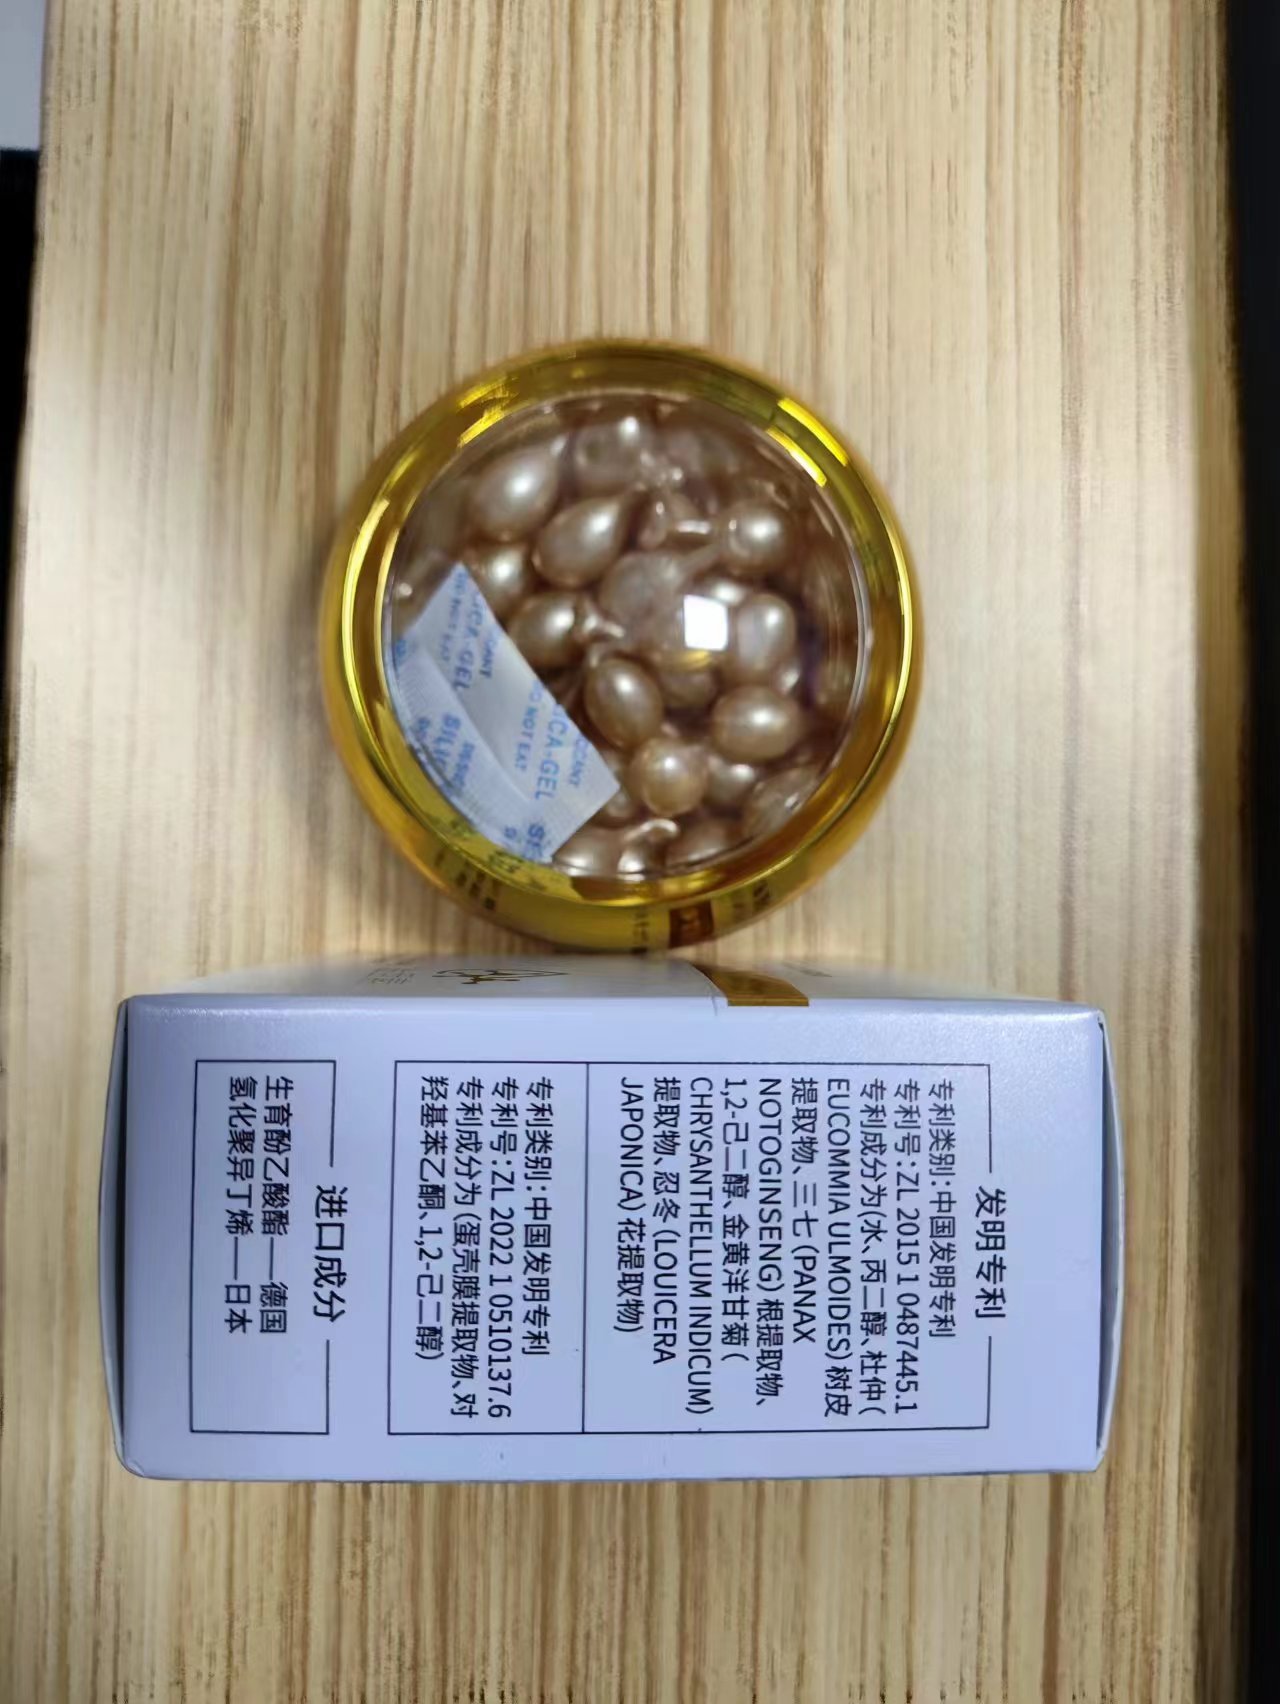 发明专利
专利类别：中国发明专利
专利号：ZL 2015 1 0487445.1
专利成分为（水、丙二醇、杜仲（
EUCOMMIA ULMOIDES）树皮
提取物、三七（PANAX
NOTOGINSENG）根提取物、
1,2-己二醇、金黄洋甘菊（
CHRYSANTHELLUM INDICUM）
提取物、忍冬（LOUICERA
JAPONICA）花提取物）
专利类别：中国发明专利
专利号：ZL 2022 1 0510137.6
专利成分为（蛋壳膜提取物、对
羟基苯乙酮、1,2-己二醇）
进口成分
生育酚乙酸酯——德国
氢化聚异丁烯——日本
ICA-GEL
DO NOT EAT